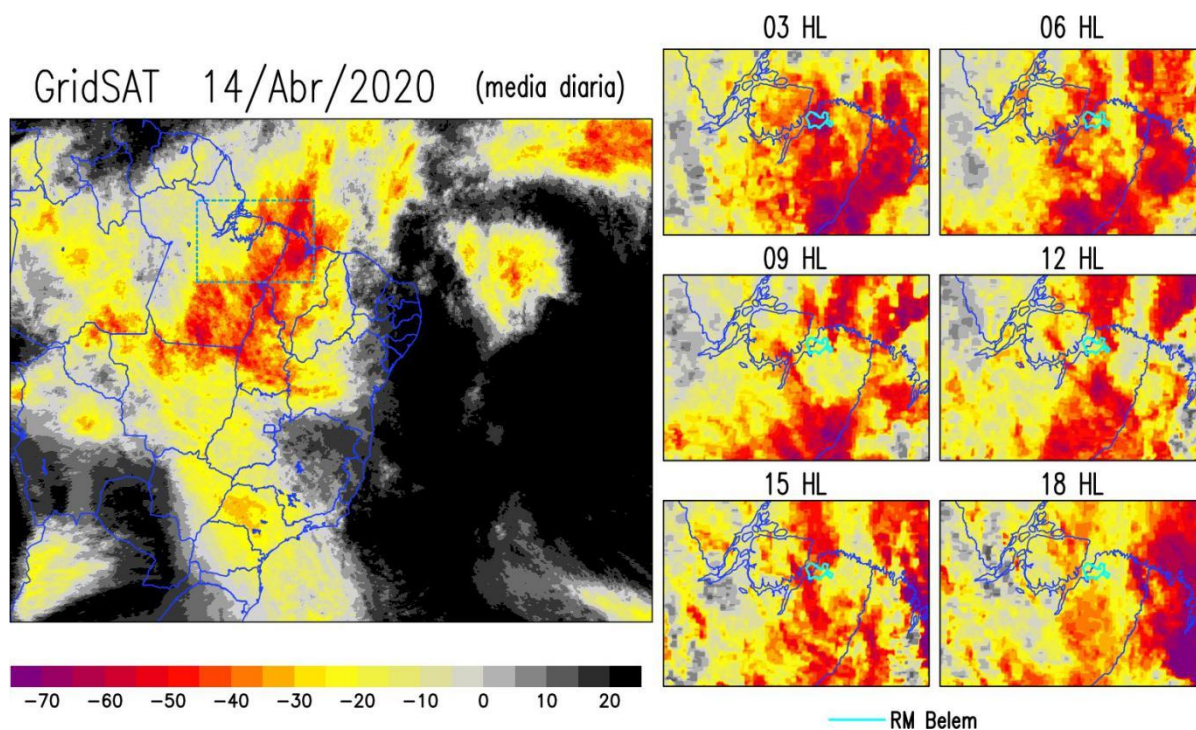 GridSAT 14/Abr/2020 (media diaria)
03 HL 06 HL
09 HL 12 HL
15 HL 18 HL
-70 -60 -50 -40 -30 -20 -10 0 10 20
RM Belem